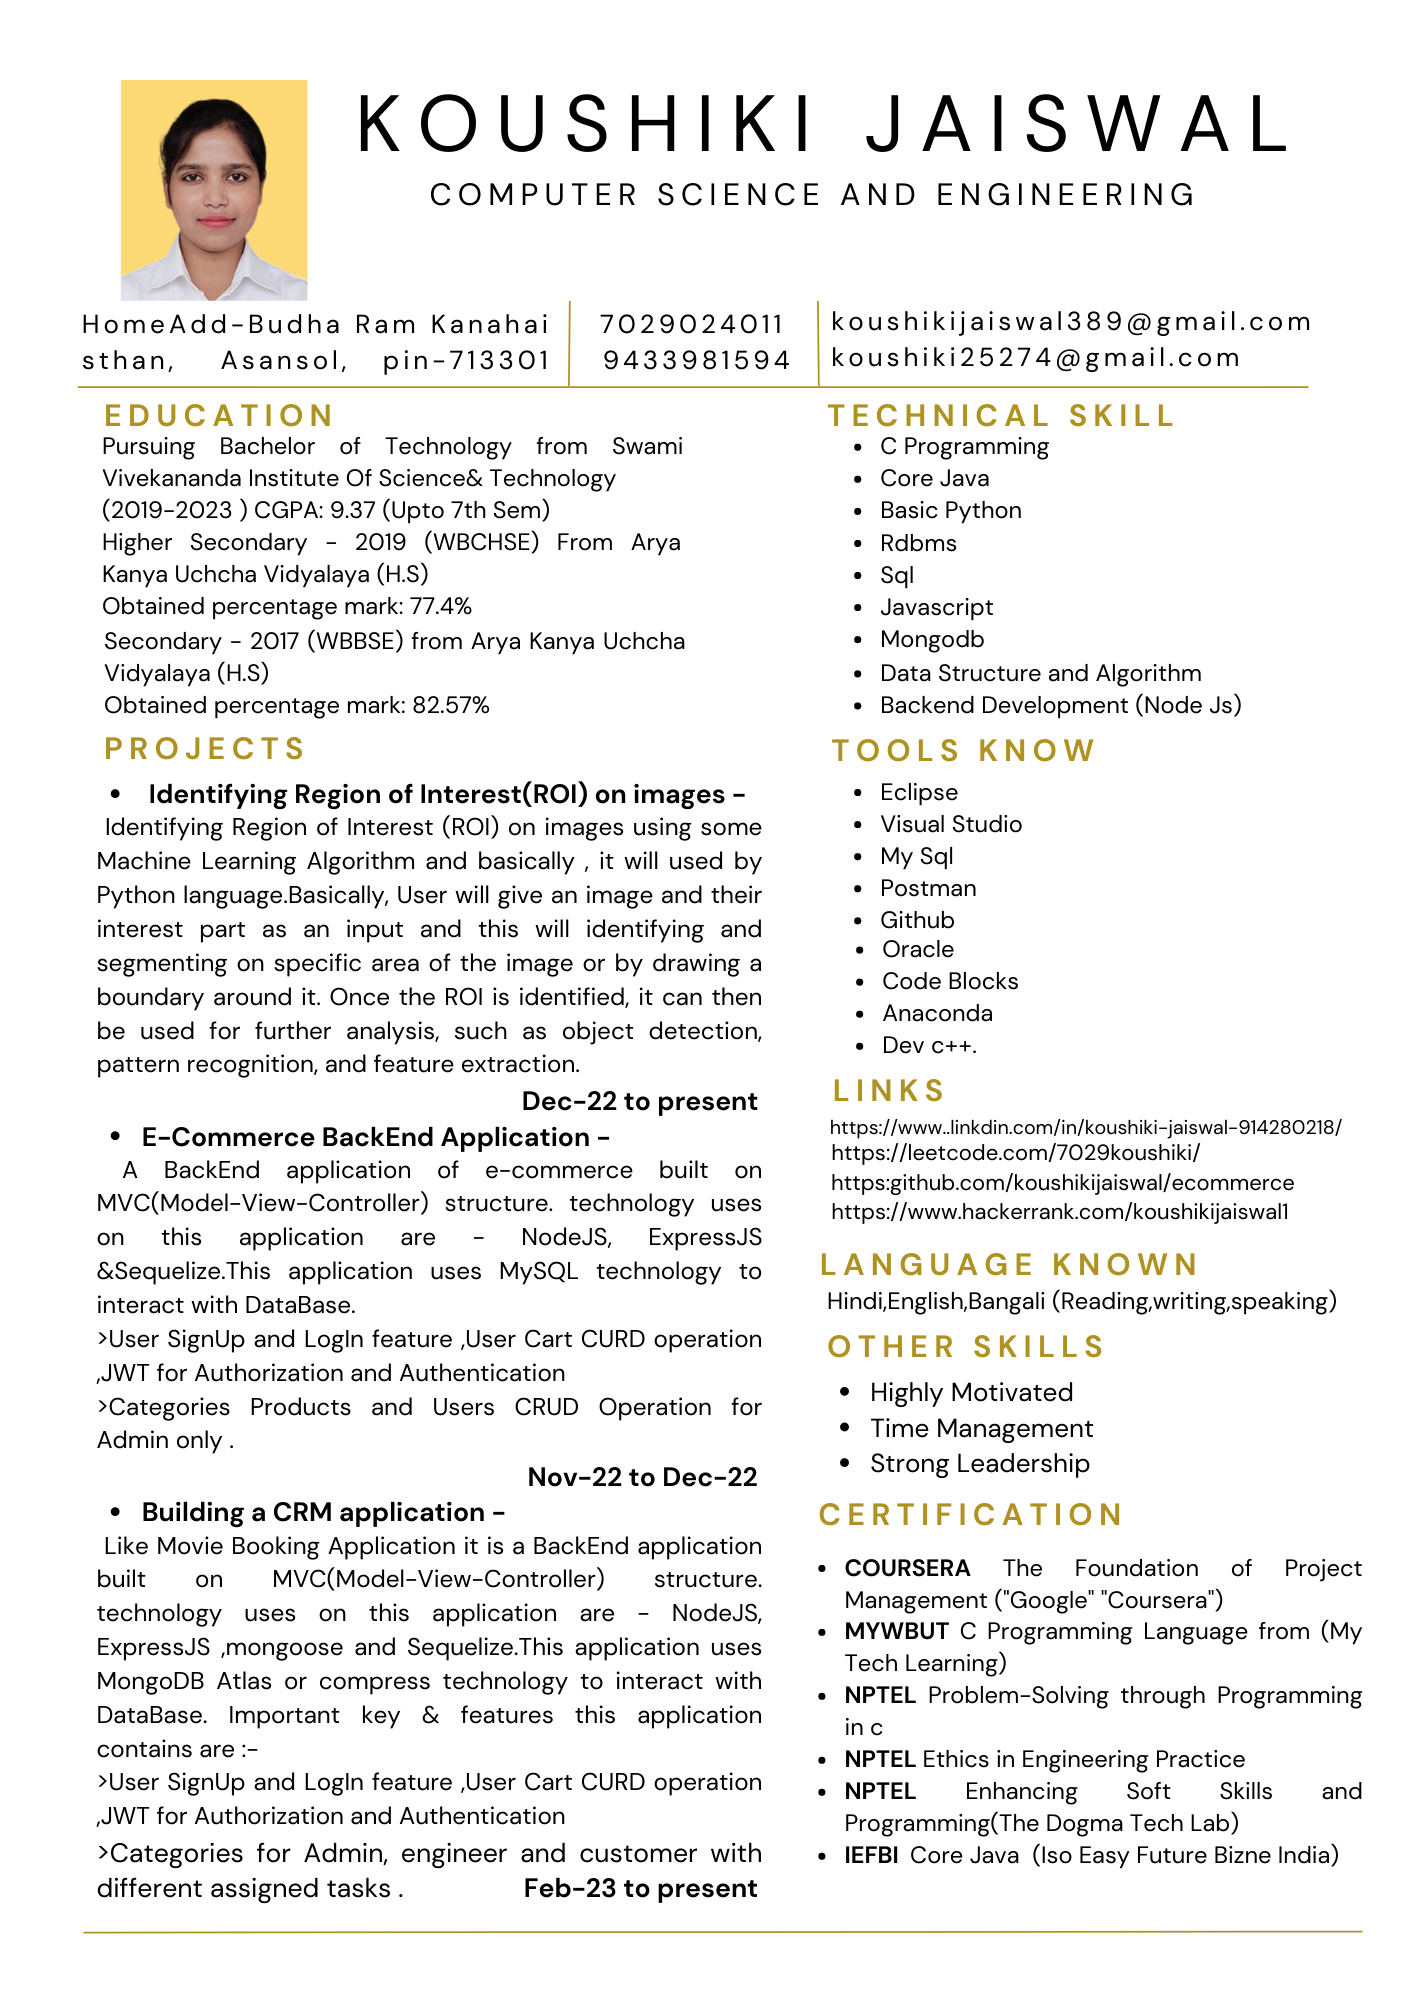 KOUSHIKI JAISWAL
COMPUTER SCIENCE AND ENGINEERING
HomeAdd-Budha Ram Kanahai
sthan, Asansol, pin-713301
7029024011
9433981594
koushikijaiswal389@gmail.com
koushiki25274@gmail.com
EDUCATION
Pursuing Bachelor of Technology from Swami
Vivekananda Institute Of Science& Technology
(2019-2023 ) CGPA: 9.37 (Upto 7th Sem)
Higher Secondary - 2019 (WBCHSE) From Arya
Kanya Uchcha Vidyalaya (H.S)
Obtained percentage mark: 77.4%
Secondary - 2017 (WBBSE) from Arya Kanya Uchcha
Vidyalaya (H.S)
Obtained percentage mark: 82.57%
PROJECTS
• Identifying Region of Interest(ROI) on images -
Identifying Region of Interest (ROI) on images using some
Machine Learning Algorithm and basically , it will used by
Python language.Basically, User will give an image and their
interest part as an input and this will identifying and
segmenting on specific area of the image or by drawing a
boundary around it. Once the ROI is identified, it can then
be used for further analysis, such as object detection,
pattern recognition, and feature extraction.
Dec-22 to present
• E-Commerce BackEnd Application -
A BackEnd application of e-commerce built on
MVC(Model-View-Controller) structure. technology uses
on this application are - NodeJS, ExpressJS
&Sequelize.This application uses MySQL technology to
interact with DataBase.
>User SignUp and LogIn feature ,User Cart CURD operation
,JWT for Authorization and Authentication
>Categories Products and Users CRUD Operation for
Admin only .
Nov-22 to Dec-22
• Building a CRM application -
Like Movie Booking Application it is a BackEnd application
built on MVC(Model-View-Controller) structure.
technology uses on this application are - NodeJS,
ExpressJS ,mongoose and Sequelize.This application uses
MongoDB Atlas or compress technology to interact with
DataBase. Important key & features this application
contains are :-
>User SignUp and LogIn feature ,User Cart CURD operation
,JWT for Authorization and Authentication
>Categories for Admin, engineer and customer with
different assigned tasks . Feb-23 to present
TECHNICAL SKILL
• C Programming
• Core Java
• Basic Python
• Rdbms
• Sql
• Javascript
• Mongodb
• Data Structure and Algorithm
• Backend Development (Node Js)
TOOLS KNOW
• Eclipse
• Visual Studio
• My Sql
• Postman
• Github
• Oracle
• Code Blocks
• Anaconda
• Dev c++.
LINKS
https://www..linkdin.com/in/koushiki-jaiswal-914280218/
https://leetcode.com/7029koushiki/
https:github.com/koushikijaiswal/ecommerce
https://www.hackerrank.com/koushikijaiswal1
LANGUAGE KNOWN
Hindi,English,Bangali (Reading,writing,speaking)
OTHER SKILLS
• Highly Motivated
• Time Management
• Strong Leadership
CERTIFICATION
• COURSERA The Foundation of Project
Management ("Google" "Coursera")
• MYWBUT C Programming Language from (My
Tech Learning)
• NPTEL Problem-Solving through Programming
in c
• NPTEL Ethics in Engineering Practice
• NPTEL Enhancing Soft Skills and
Programming(The Dogma Tech Lab)
• IEFBI Core Java (Iso Easy Future Bizne India)